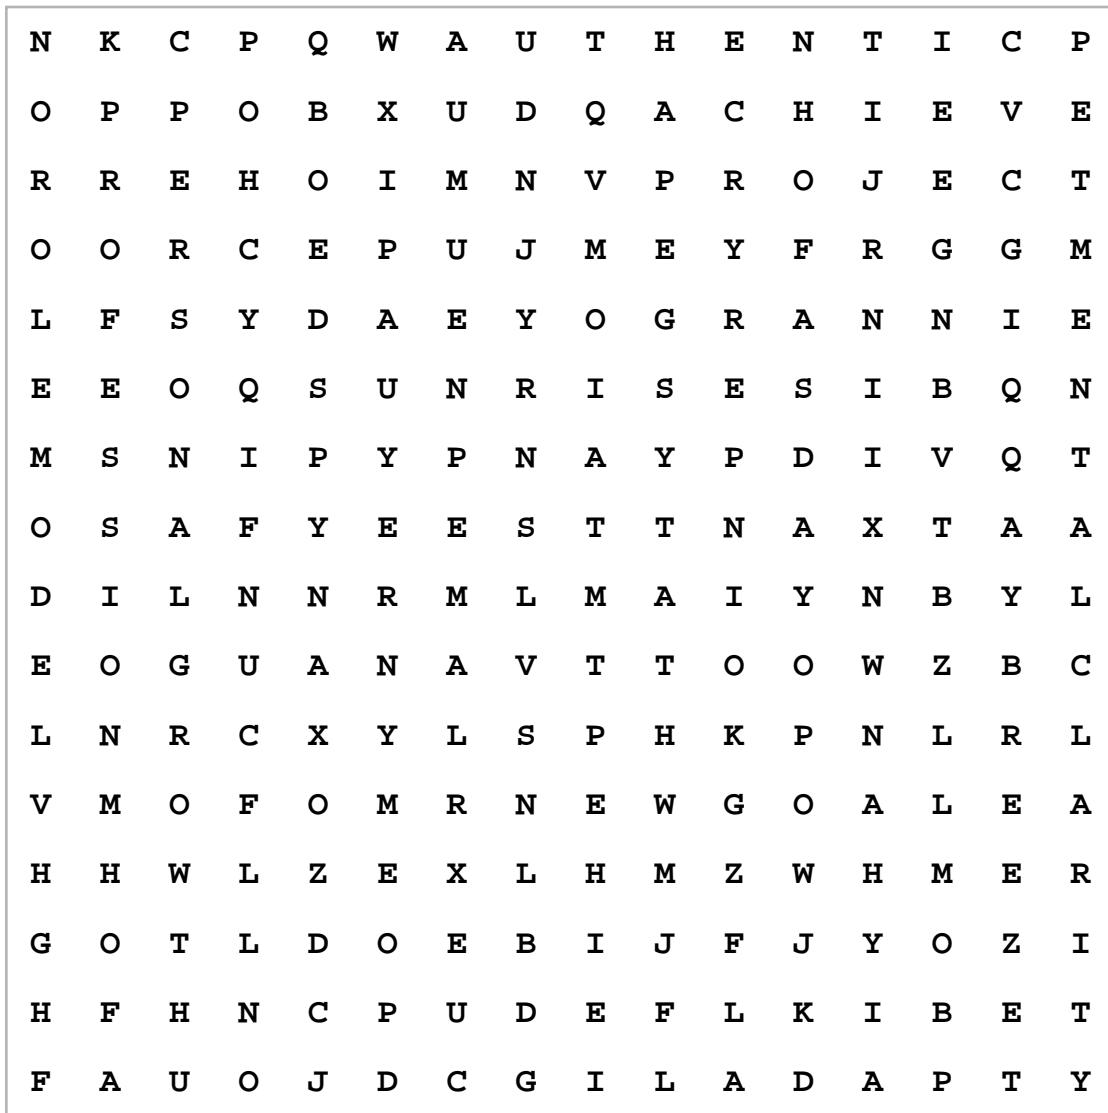 N K C P Q W A U T H E N T I C P
O P P O B X U D Q A C H I E V E
R R E H O I M N V P R O J E C T
O O R C E P U J M E Y F R G G M
L F S Y D A E Y O G R A N N I E
E E O Q S U N R I S E S I B Q N
M S N I P Y P N A Y P D I V Q T
O S A F Y E E S T T N A X T A A
D I L N N R M L M A I Y N B Y L
E O G U A N A V T T O O W Z B C
L N R C X Y L S P H K P N L R L
V M O F O M R N E W G O A L E A
H H W L Z E X L H M Z W H M E R
G O T L D O E B I J F J Y O Z I
H F H N C P U D E F L K I B E T
F A U O J D C G I L A D A P T Y